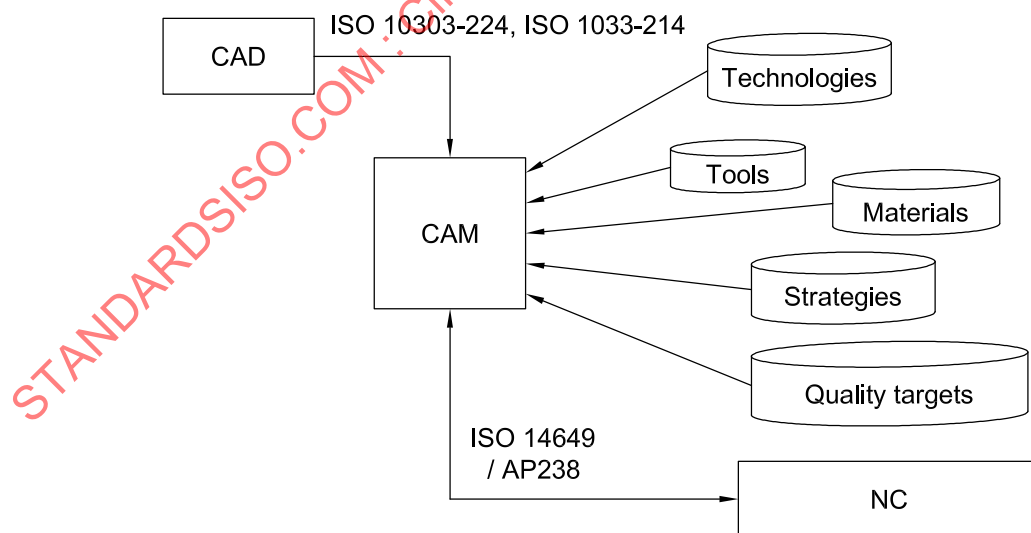 ISO 10303-224, ISO 1033-214
CAD
Technologies
Tools
Materials
CAM
Strategies
Quality targets
ISO 14649
/ AP238
NC
STANDARDSISO.COM :